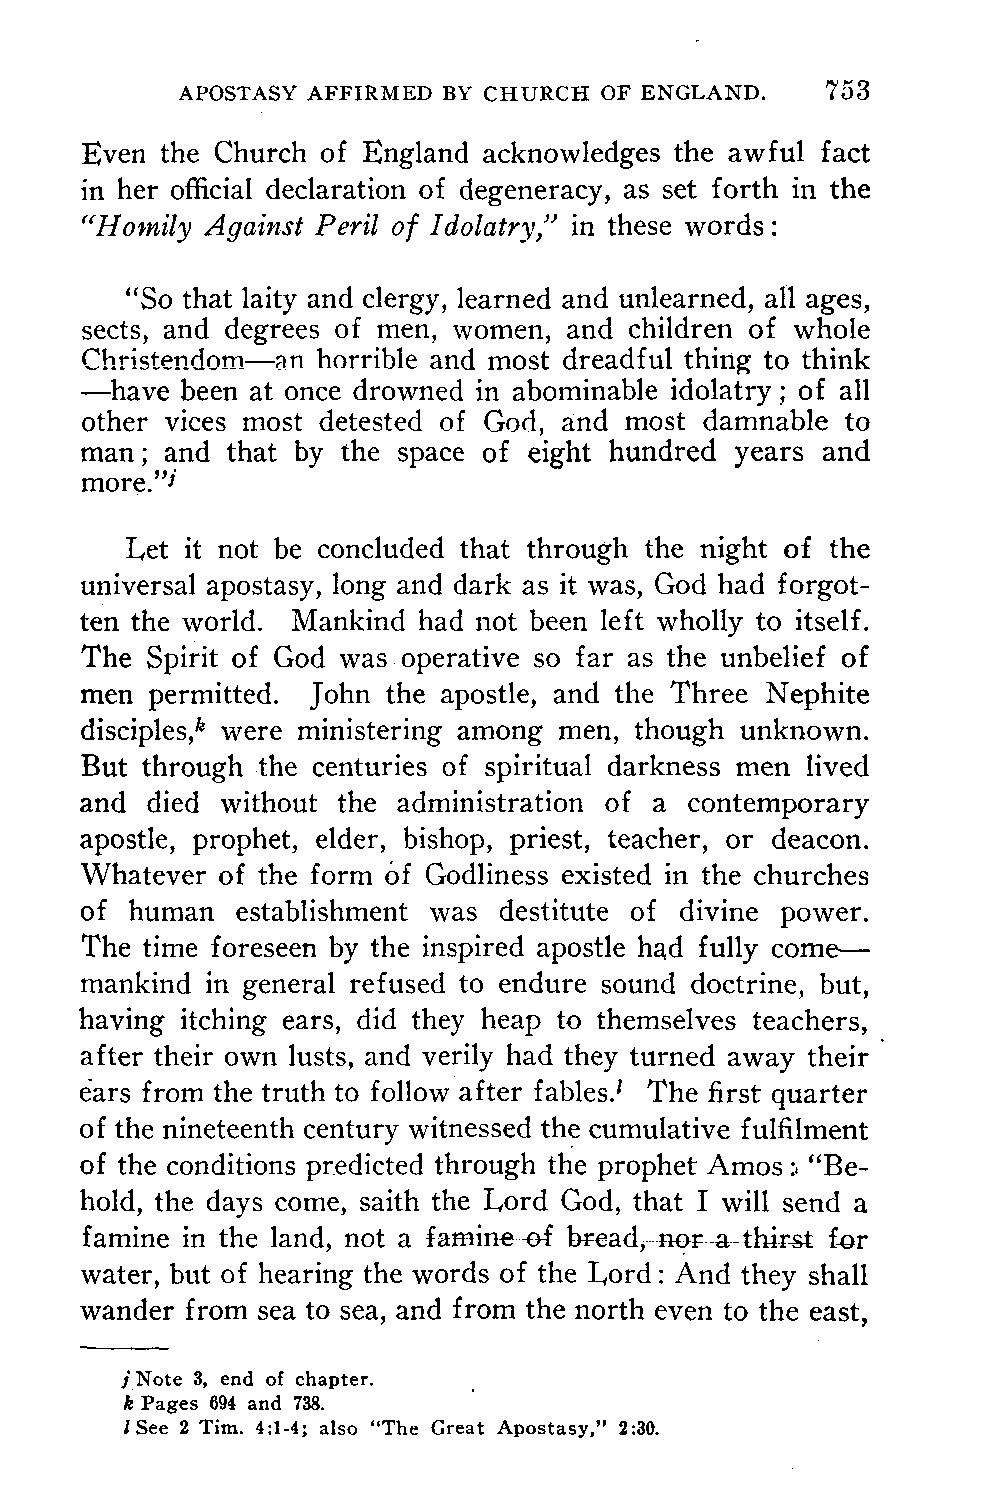 APOSTASY AFFIRMED BY CHURCH OF ENGLAND. 753
Even the Church of England acknowledges the awful fact
in her official declaration of degeneracy, as set forth in the
"Homily Against Peril of Idolatry," in these words:
"So that laity and clergy, learned and unlearned, all ages,
sects, and degrees of men, women, and children of whole
Christendom—an horrible and most dreadful thing to think
—have been at once drowned in abominable idolatry; of all
other vices most detested of God, and most damnable to
man; and that by the space of eight hundred years and
more."j
Let it not be concluded that through the night of the
universal apostasy, long and dark as it was, God had forgot-
ten the world. Mankind had not been left wholly to itself.
The Spirit of God was operative so far as the unbelief of
men permitted. John the apostle, and the Three Nephite
disciples,k were ministering among men, though unknown.
But through the centuries of spiritual darkness men lived
and died without the administration of a contemporary
apostle, prophet, elder, bishop, priest, teacher, or deacon.
Whatever of the form of Godliness existed in the churches
of human establishment was destitute of divine power.
The time foreseen by the inspired apostle had fully come—
mankind in general refused to endure sound doctrine, but,
having itching ears, did they heap to themselves teachers,
after their own lusts, and verily had they turned away their
ears from the truth to follow after fables.l The first quarter
of the nineteenth century witnessed the cumulative fulfilment
of the conditions predicted through the prophet Amos: "Be-
hold, the days come, saith the Lord God, that I will send a
famine in the land, not a famine of bread, nor a thirst for
water, but of hearing the words of the Lord: And they shall
wander from sea to sea, and from the north even to the east,
j Note 3, end of chapter.
k Pages 694 and 738.
l See 2 Tim. 4:1-4; also "The Great Apostasy," 2:30.